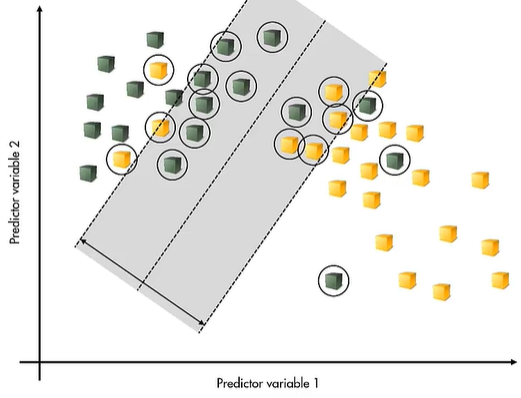 Predictor variable 2
Predictor variable 1